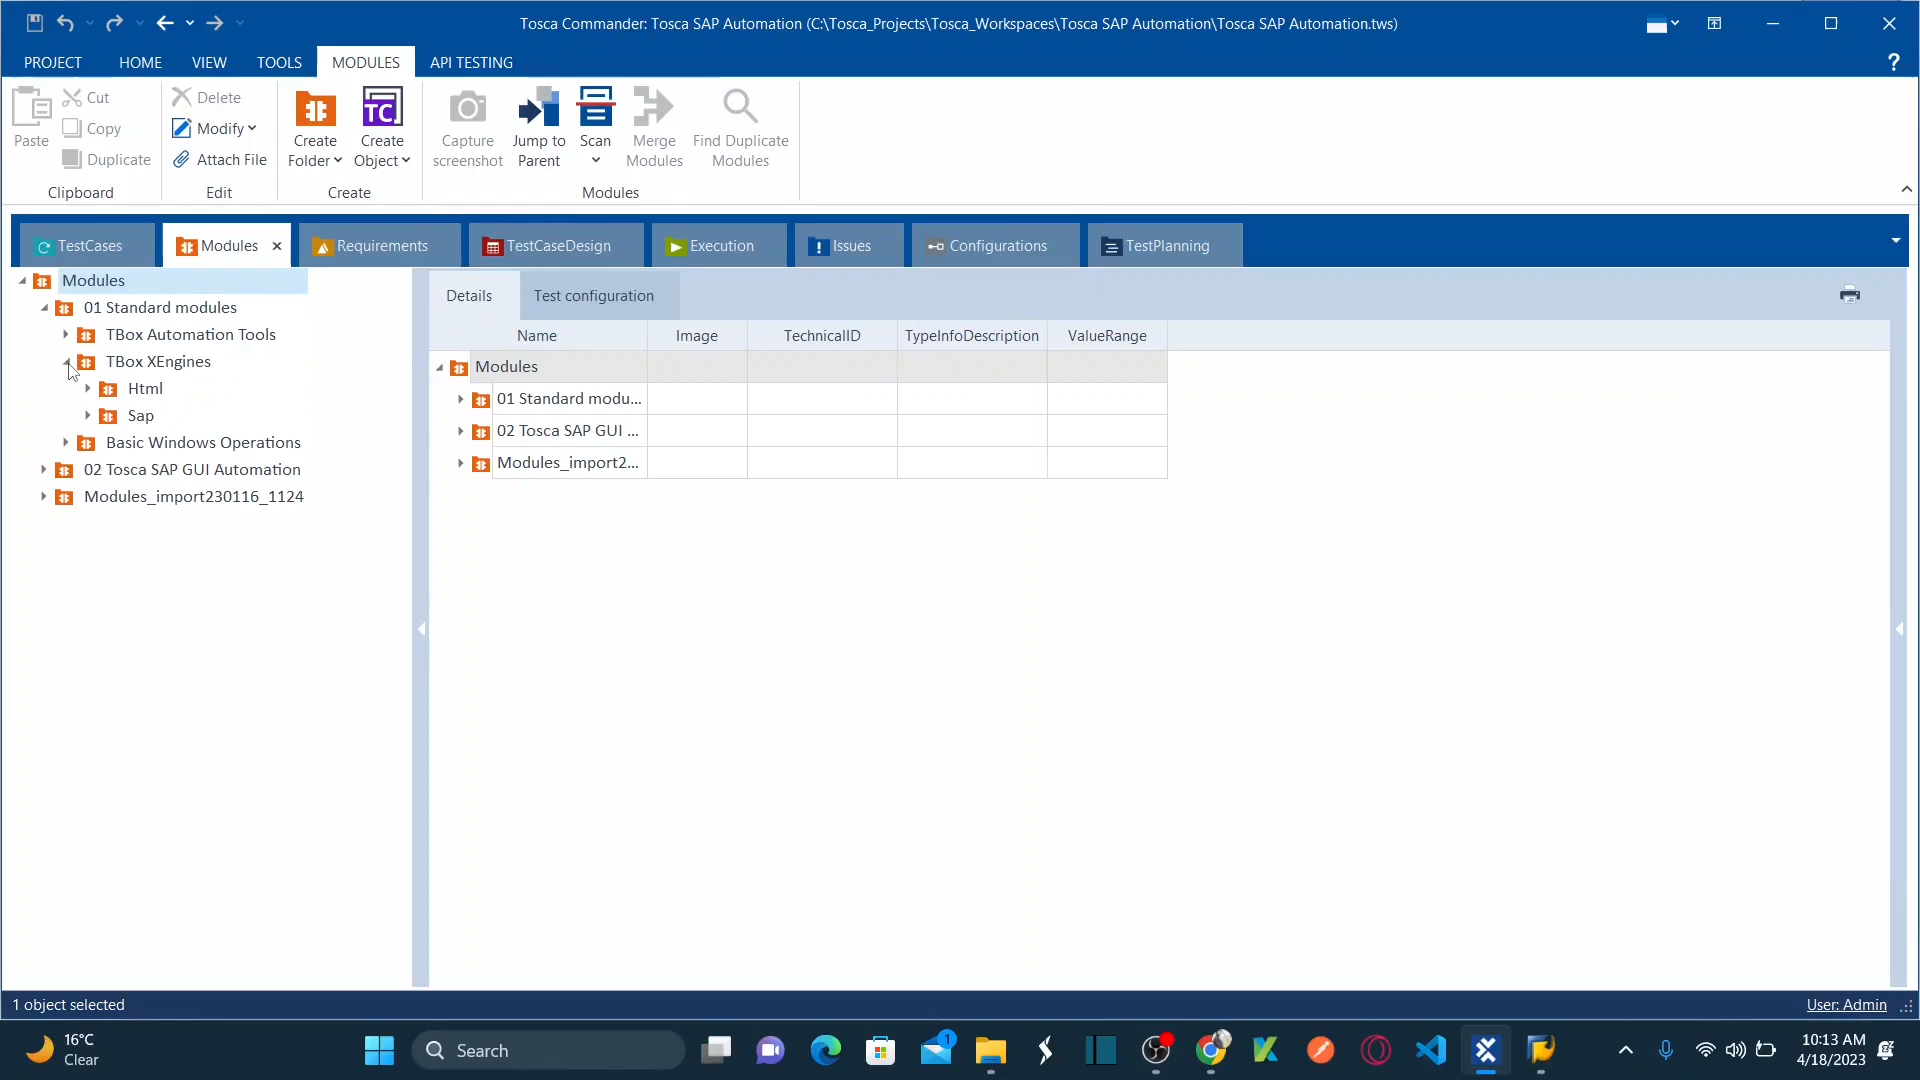 Tosca Commander: Tosca SAP Automation (C:\Tosca_Projects\Tosca_Workspaces\Tosca SAP Automation\Tosca SAP Automation.tws)
PROJECT HOME VIEW TOOLS MODULES API TESTING ?
Paste
Cut
Copy
Duplicate
Clipboard
Delete
Modify
Attach File
Edit
TC
Create Folder
Create Object
Create
Capture screenshot
Jump to Parent
Scan
Merge Modules
Find Duplicate Modules
Modules
TestCases Modules Requirements TestCaseDesign Execution Issues Configurations TestPlanning
Modules
01 Standard modules
TBox Automation Tools
TBox XEngines
Html
Sap
Basic Windows Operations
02 Tosca SAP GUI Automation
Modules_import230116_1124
Details Test configuration
Name Image TechnicalID TypeInfoDescription ValueRange
Modules
01 Standard modu...
02 Tosca SAP GUI ...
Modules_import2...
1 object selected
User: Admin
16°C
Clear
Search
1
10:13 AM
4/18/2023